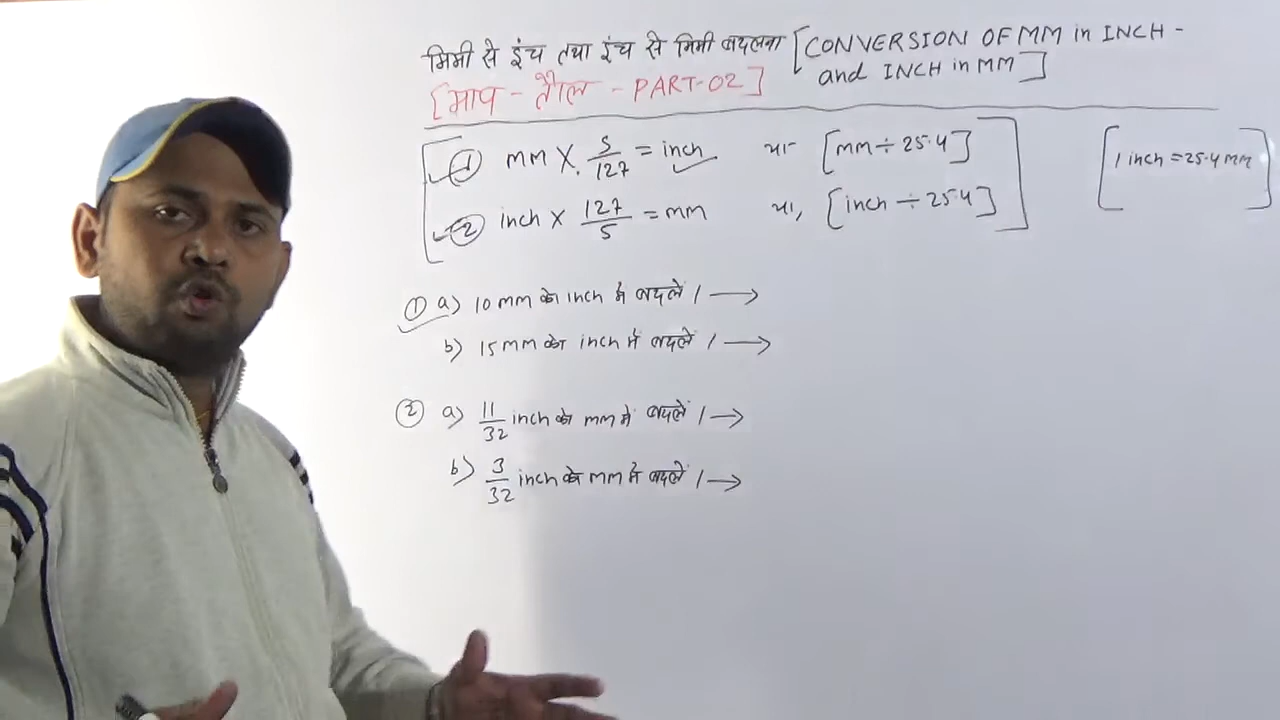 मिमी से इंच तथा इंच से मिमी बदलना [CONVERSION OF MM in INCH -
and INCH in MM]
[माप - तौल - PART-02]
① mm X 5/127 = inch या [mm ÷ 25.4] [1 inch = 25.4 mm]
② inch x 127/5 = mm या, [inch ÷ 25.4]
① a) 10 mm को inch में बदलें / →
b) 15 mm को inch में बदलें / →
② a) 11/32 inch को mm में बदलें / →
b) 3/32 inch को mm में बदलें / →